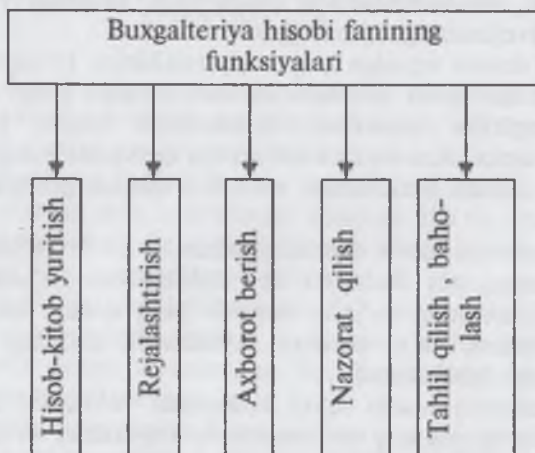 Buxgalteriya hisobi fanining
funksiyalari
Hisob-kitob yuritish
Rejalashtirish
Axborot berish
Nazorat qilish
Tahlil qilish baho-
lash